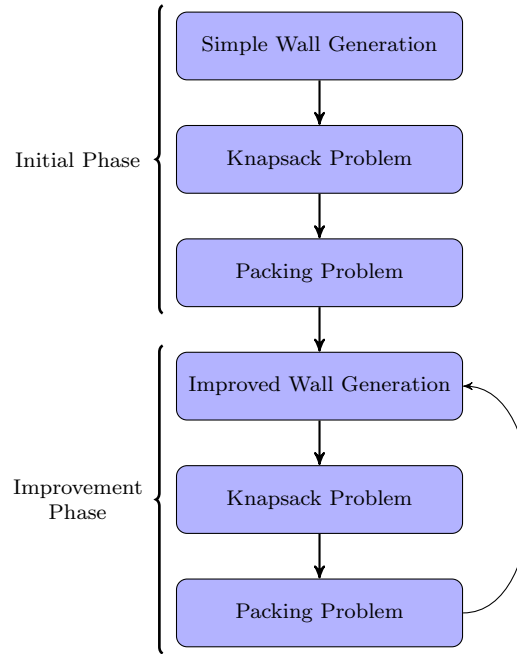 Simple Wall Generation
Initial Phase
Knapsack Problem
Packing Problem
Improved Wall Generation
Improvement
Phase
Knapsack Problem
Packing Problem